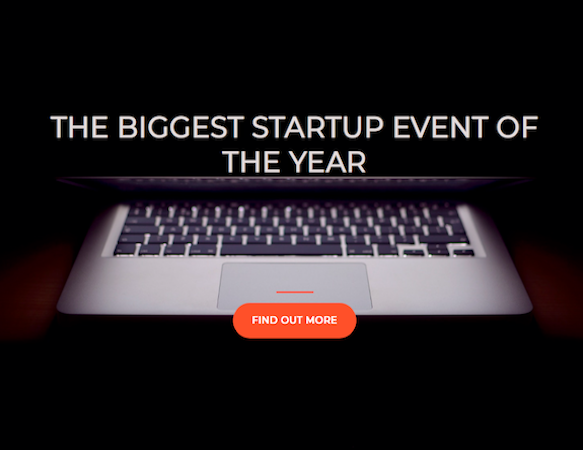 THE BIGGEST STARTUP EVENT OF
THE YEAR
FIND OUT MORE